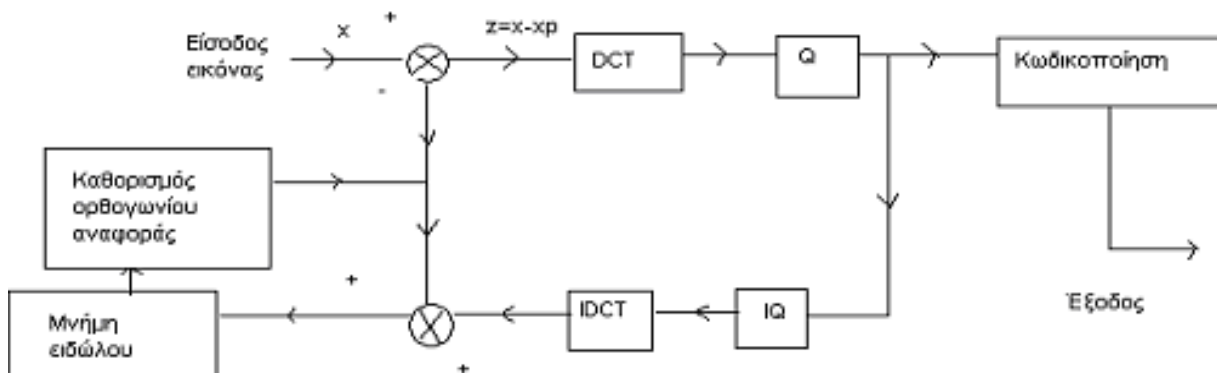 Είσοδος
εικόνας
x
+
-
z=x-xp
DCT
Q
Κωδικοποίηση
Καθορισμός
ορθογωνίου
αναφοράς
+
IDCT
IQ
Έξοδος
Μνήμη
ειδώλου
+